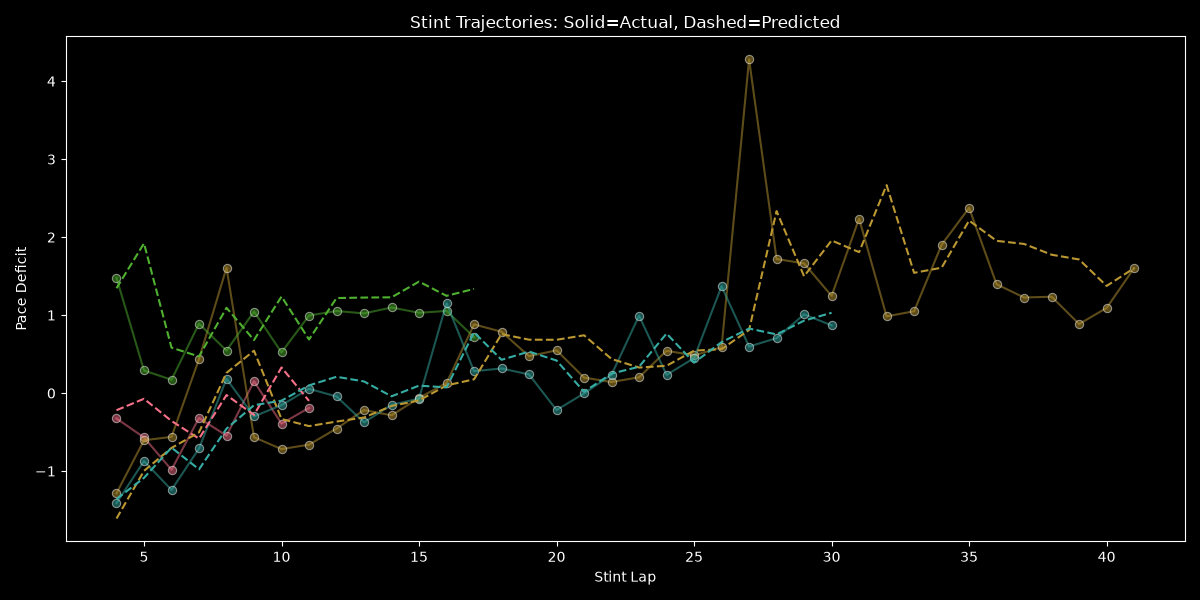 Stint Trajectories: Solid=Actual, Dashed=Predicted
Pace Deficit
4
3
2
1
0
−1
5 10 15 20 25 30 35 40
Stint Lap